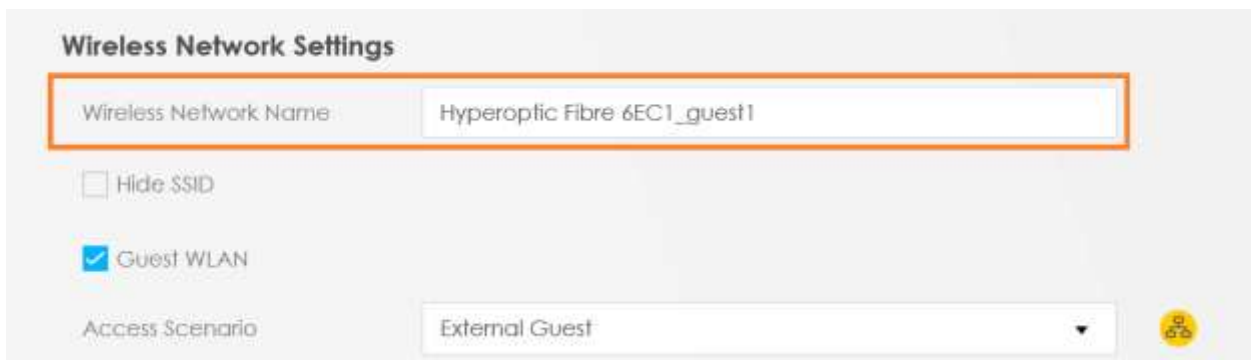 Wireless Network Settings
Wireless Network Name Hyperoptic Fibre 6EC1_guest1
Hide SSID
Guest WLAN
Access Scenario External Guest